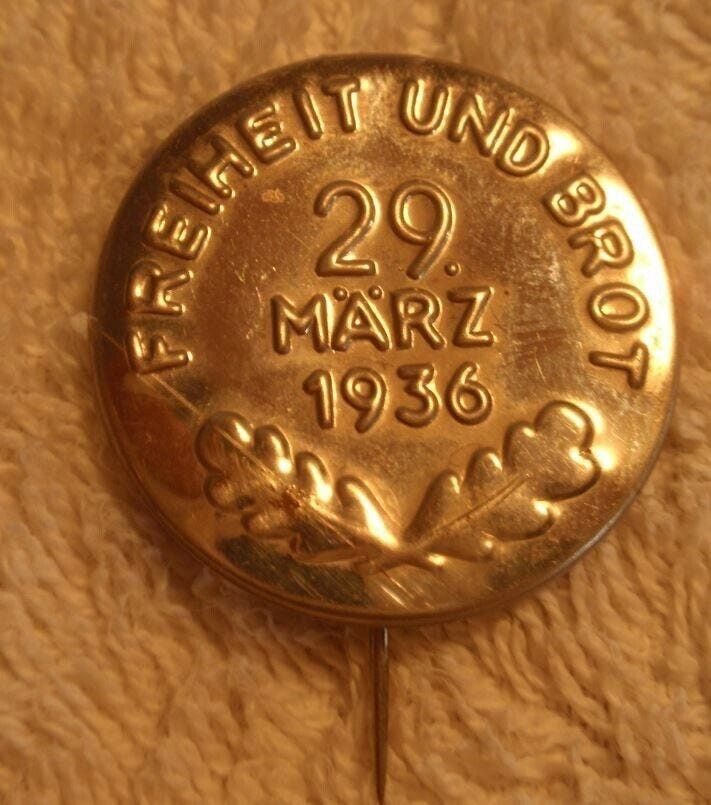 FREIHEIT UND BROT
29.
MÄRZ
1936